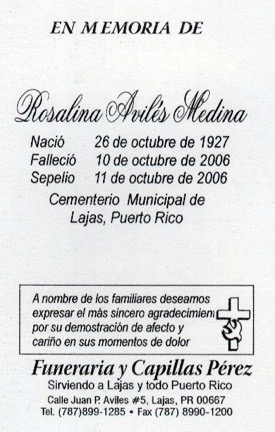 EN MEMORIA DE
Rosalina Avilés Medina
Nació 26 de octubre de 1927
Falleció 10 de octubre de 2006
Sepelio 11 de octubre de 2006
Cementerio Municipal de
Lajas, Puerto Rico
A nombre de los familiares deseamos
expresar el más sincero agradecimient
por su demostración de afecto y
cariño en sus momentos de dolor
Funeraria y Capillas Pérez
Sirviendo a Lajas y todo Puerto Rico
Calle Juan P. Aviles #5, Lajas, PR 00667
Tel. (787)899-1285 • Fax (787) 8990-1200